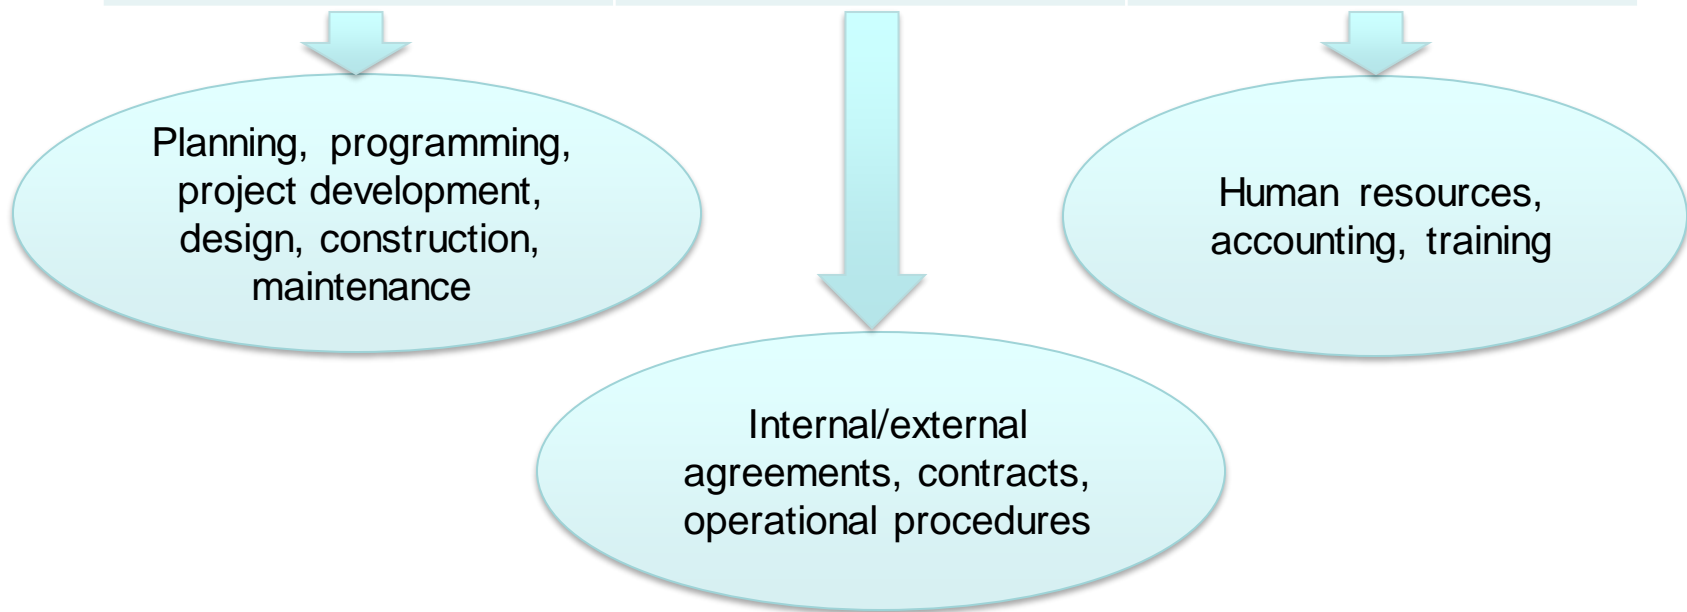 Planning, programming,
project development,
design, construction,
maintenance
Human resources,
accounting, training
Internal/external
agreements, contracts,
operational procedures